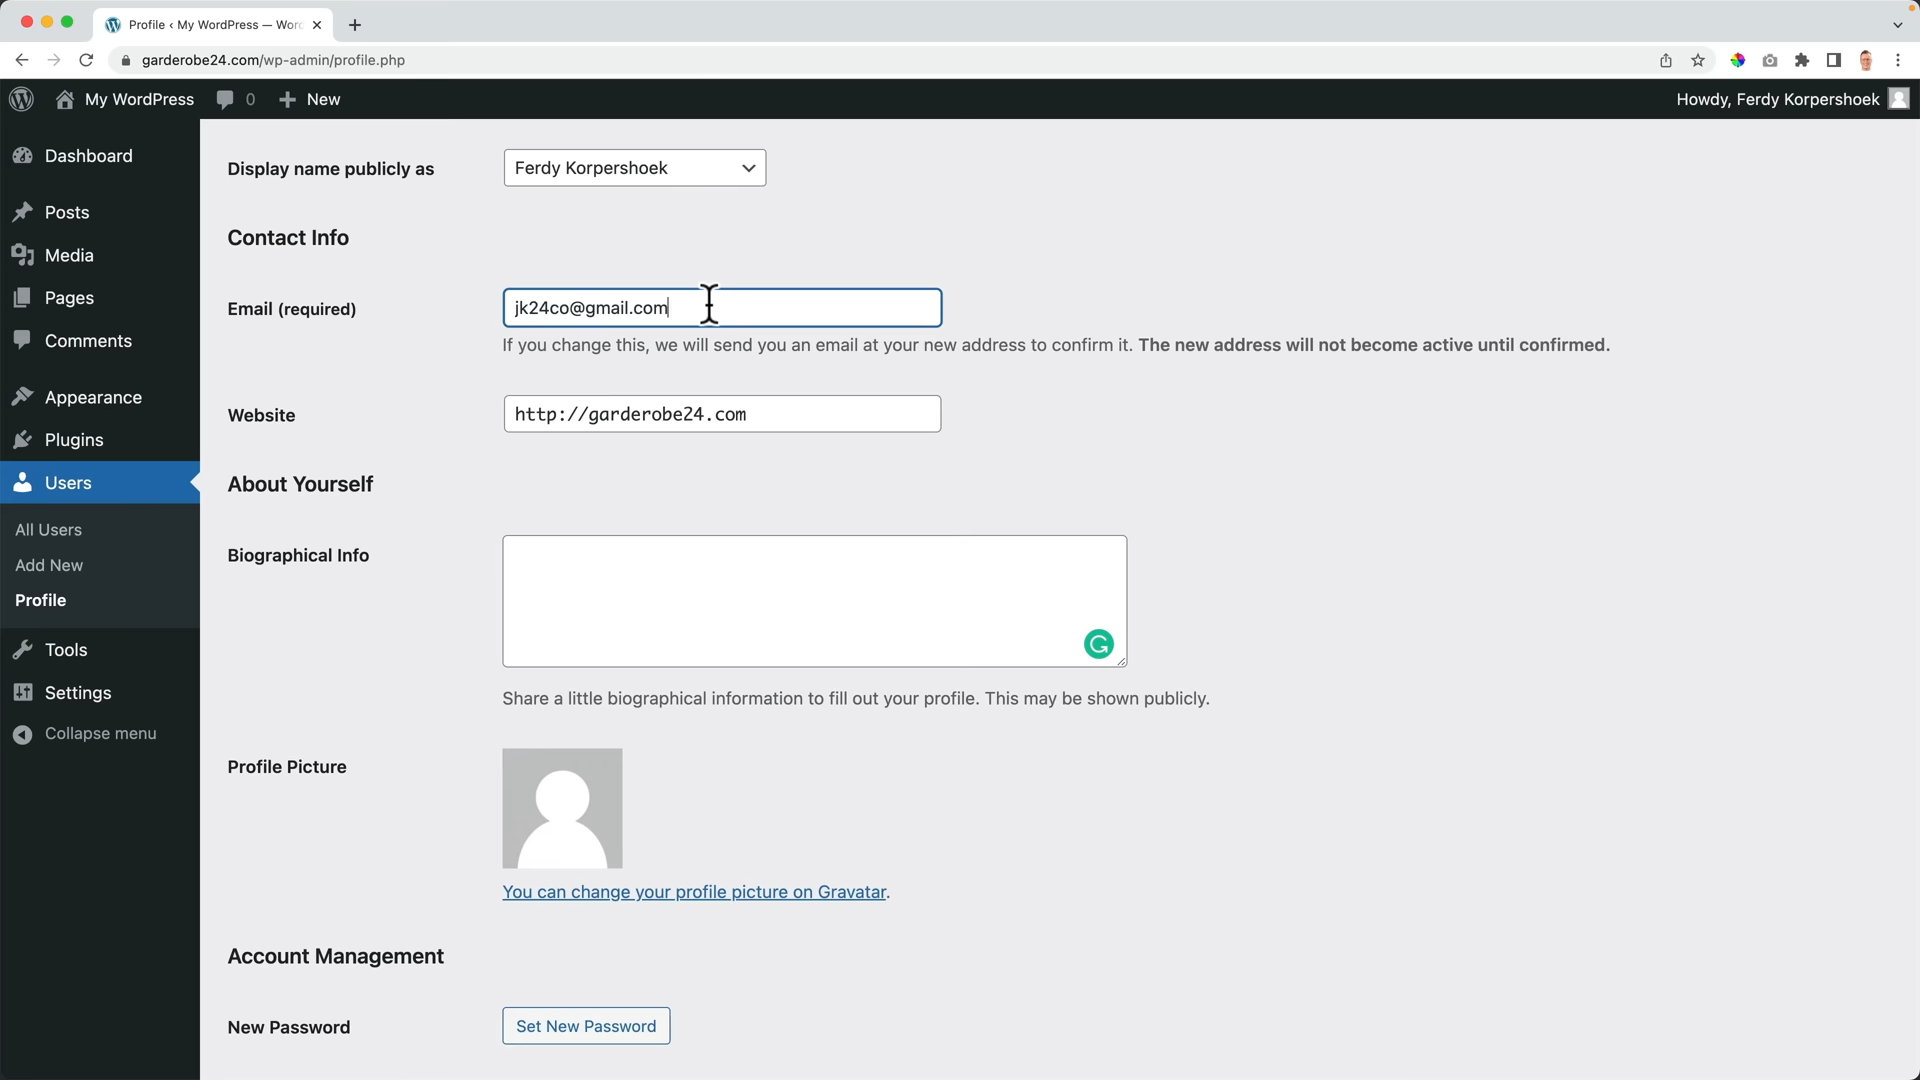 Profile ‹ My WordPress — Word
garderobe24.com/wp-admin/profile.php
My WordPress
0
New
Howdy, Ferdy Korpershoek
Dashboard
Posts
Media
Pages
Comments
Appearance
Plugins
Users
All Users
Add New
Profile
Tools
Settings
Collapse menu
Display name publicly as
Ferdy Korpershoek
Contact Info
Email (required)
jk24co@gmail.com
If you change this, we will send you an email at your new address to confirm it. The new address will not become active until confirmed.
Website
http://garderobe24.com
About Yourself
Biographical Info
Share a little biographical information to fill out your profile. This may be shown publicly.
Profile Picture
You can change your profile picture on Gravatar.
Account Management
New Password
Set New Password